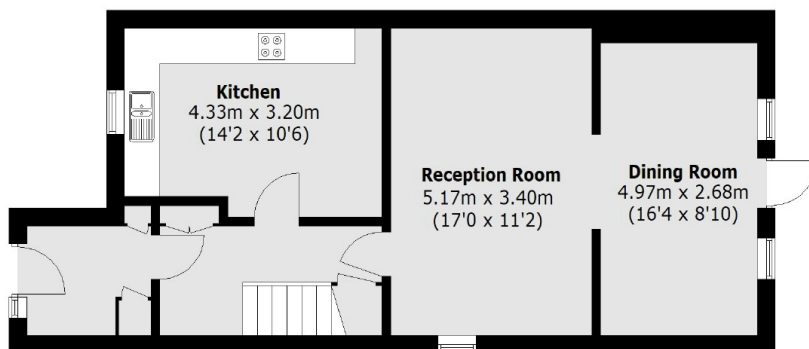 Kitchen
4.33m x 3.20m
(14'2 x 10'6)
Reception Room
5.17m x 3.40m
(17'0 x 11'2)
Dining Room
4.97m x 2.68m
(16'4 x 8'10)